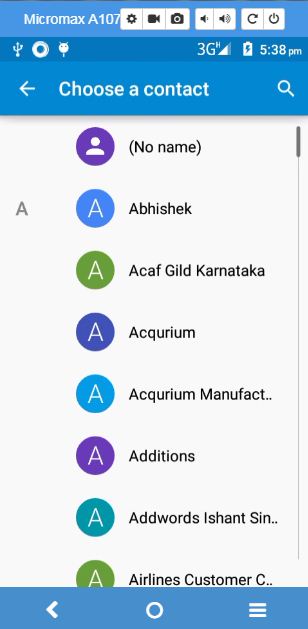 Micromax A107
3G H 5:38 pm
Choose a contact
(No name)
A
A Abhishek
A Acaf Gild Karnataka
A Acqurium
A Acqurium Manufact..
A Additions
A Addwords Ishant Sin..
A Airlines Customer C..